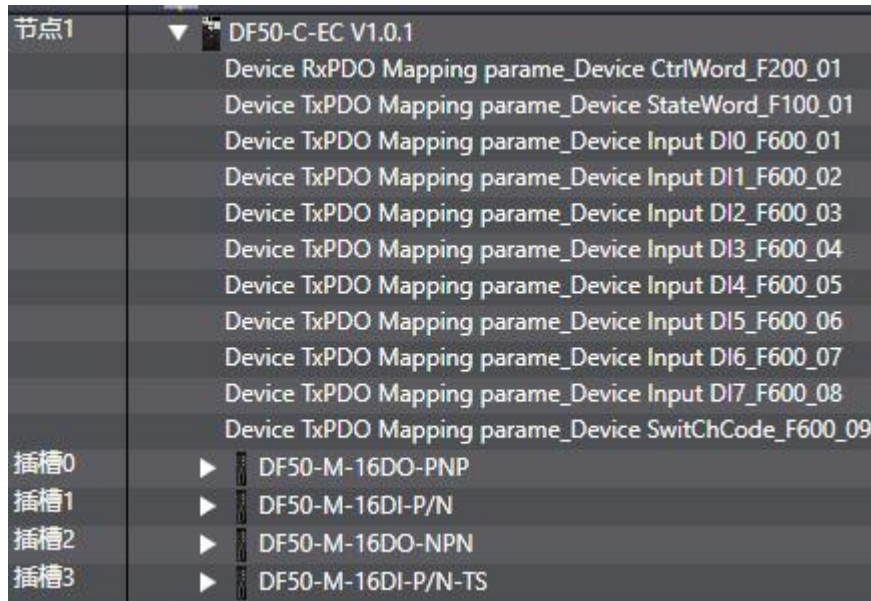 节点1 DF50-C-EC V1.0.1
Device RxPDO Mapping parame_Device CtrlWord_F200_01
Device TxPDO Mapping parame_Device StateWord_F100_01
Device TxPDO Mapping parame_Device Input DI0_F600_01
Device TxPDO Mapping parame_Device Input DI1_F600_02
Device TxPDO Mapping parame_Device Input DI2_F600_03
Device TxPDO Mapping parame_Device Input DI3_F600_04
Device TxPDO Mapping parame_Device Input DI4_F600_05
Device TxPDO Mapping parame_Device Input DI5_F600_06
Device TxPDO Mapping parame_Device Input DI6_F600_07
Device TxPDO Mapping parame_Device Input DI7_F600_08
Device TxPDO Mapping parame_Device SwitChCode_F600_09
插槽0 DF50-M-16DO-PNP
插槽1 DF50-M-16DI-P/N
插槽2 DF50-M-16DO-NPN
插槽3 DF50-M-16DI-P/N-TS